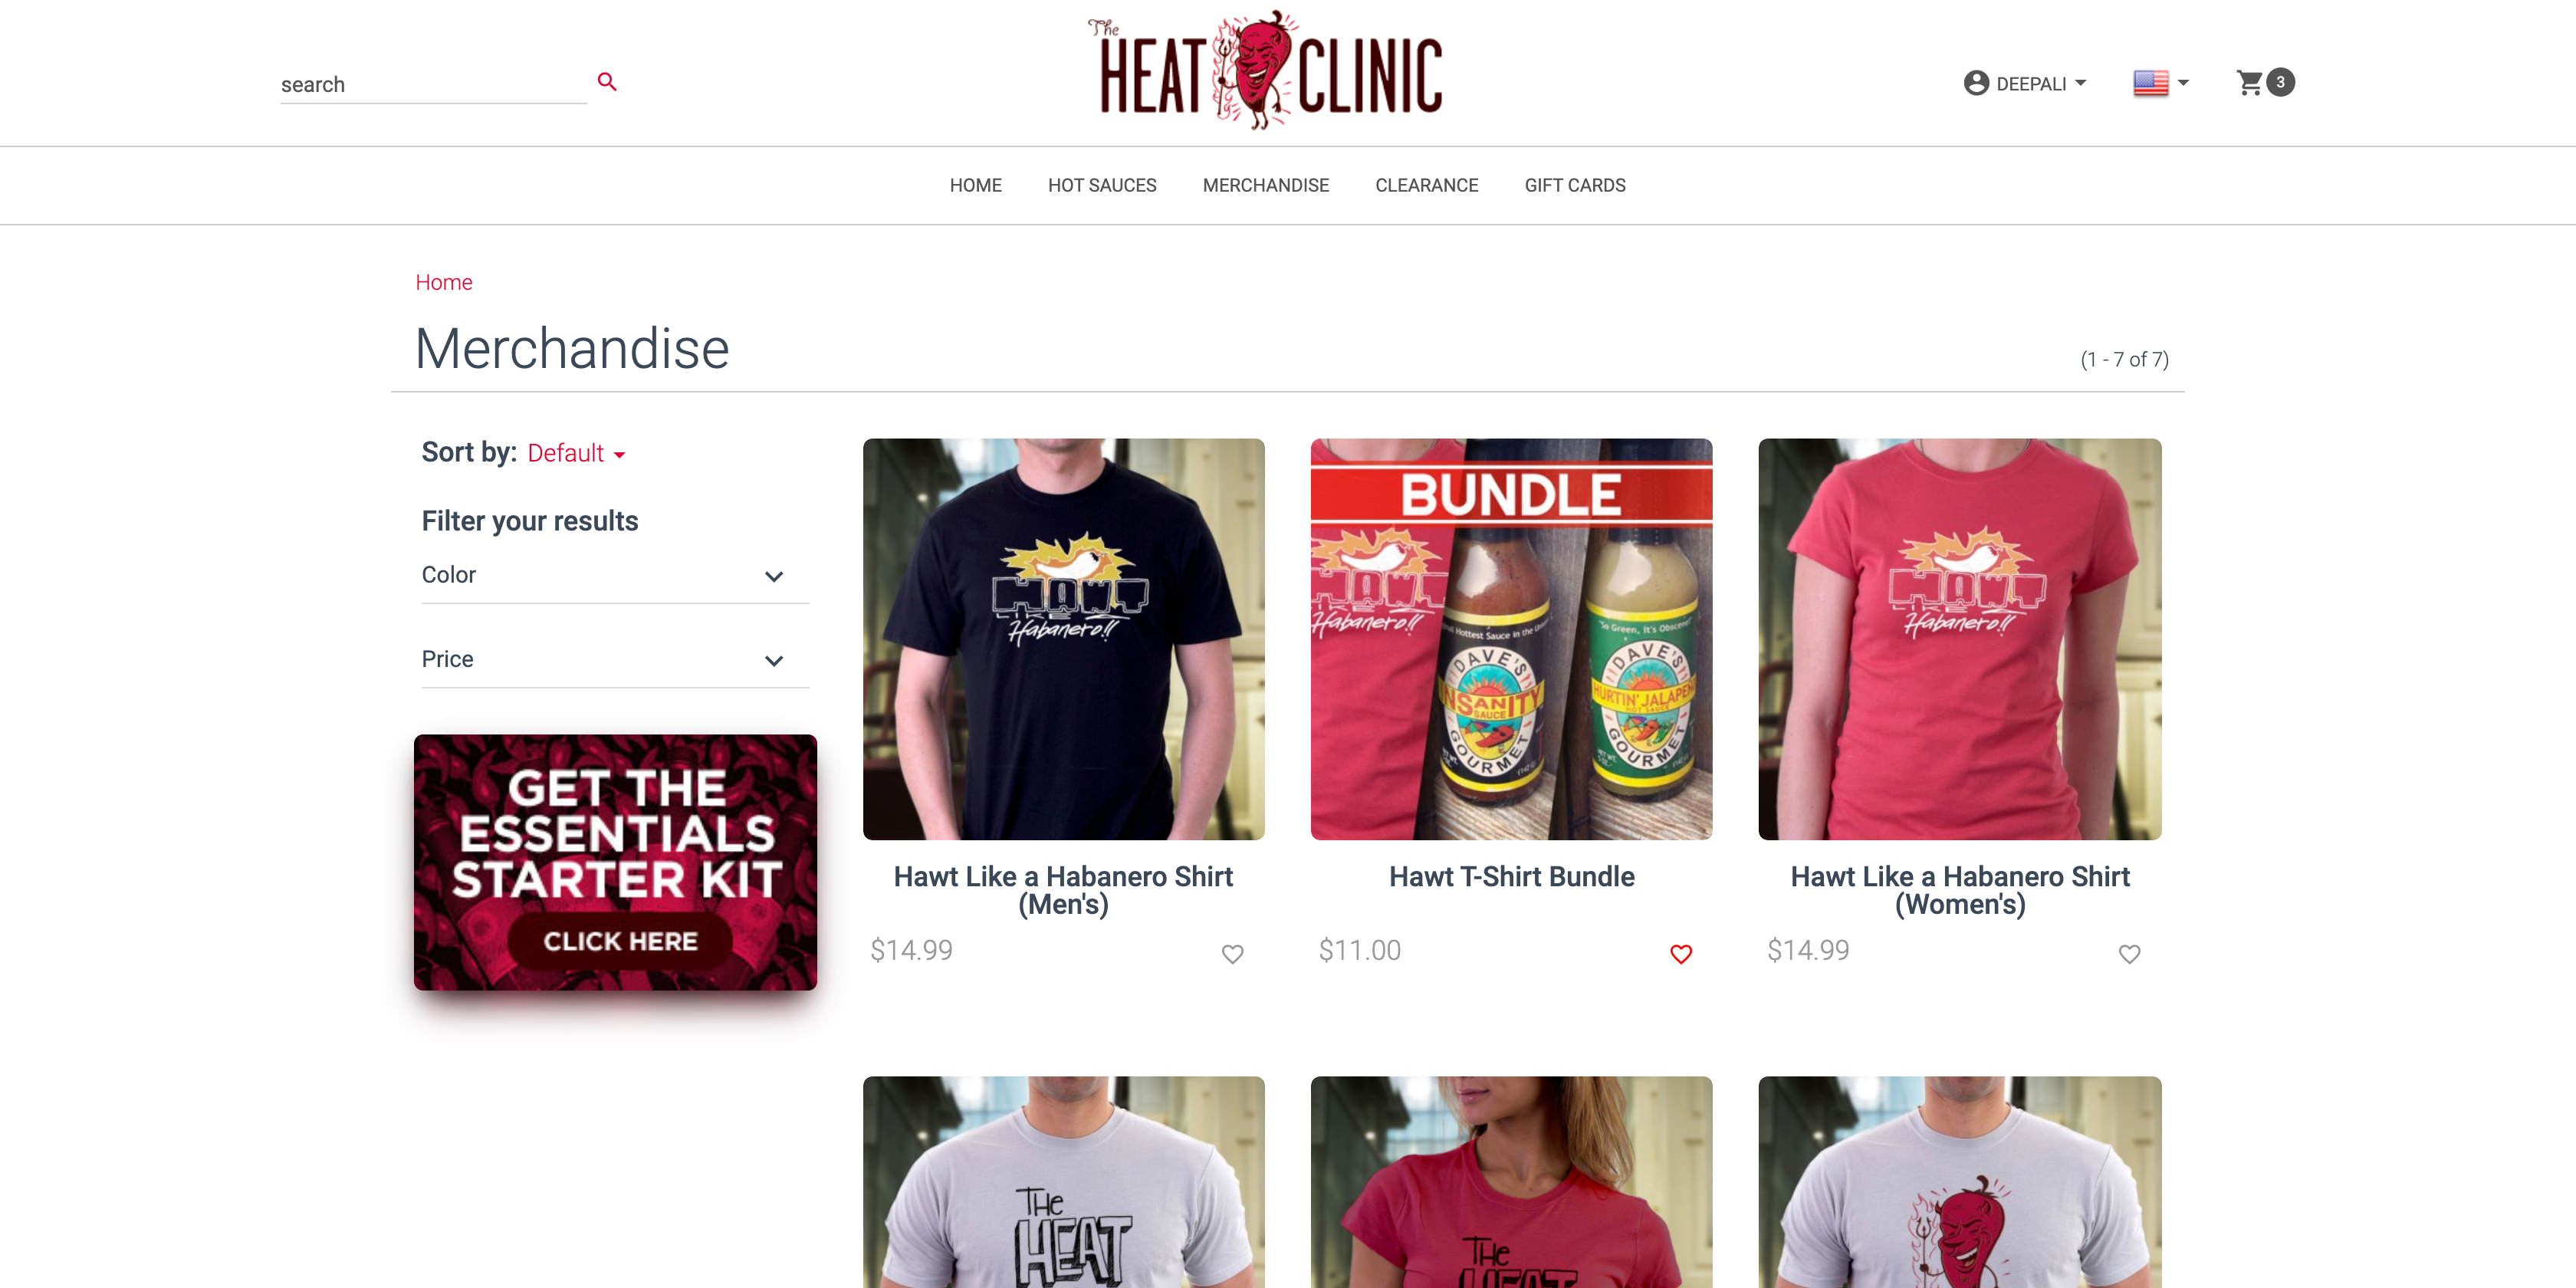 search
The
HEAT CLINIC
DEEPALI
3
HOME HOT SAUCES MERCHANDISE CLEARANCE GIFT CARDS
Home
Merchandise
(1 - 7 of 7)
Sort by: Default
Filter your results
Color
Price
GET THE
ESSENTIALS
STARTER KIT
CLICK HERE
HAWT
LIKE A
Habanero!!
Hawt Like a Habanero Shirt
(Men's)
$14.99
BUNDLE
HAWT
LIKE A
Habanero!!
Hottest Sauce in the
DAVE'S
INSANITY
SAUCE
GOURMET
"So Green, It's Obscene"
DAVE'S
HURTIN' JALAPEN
HOT SAUCE
GOURMET
Hawt T-Shirt Bundle
$11.00
HAWT
LIKE A
Habanero!!
Hawt Like a Habanero Shirt
(Women's)
$14.99
THE
HEAT
THE
HEAT